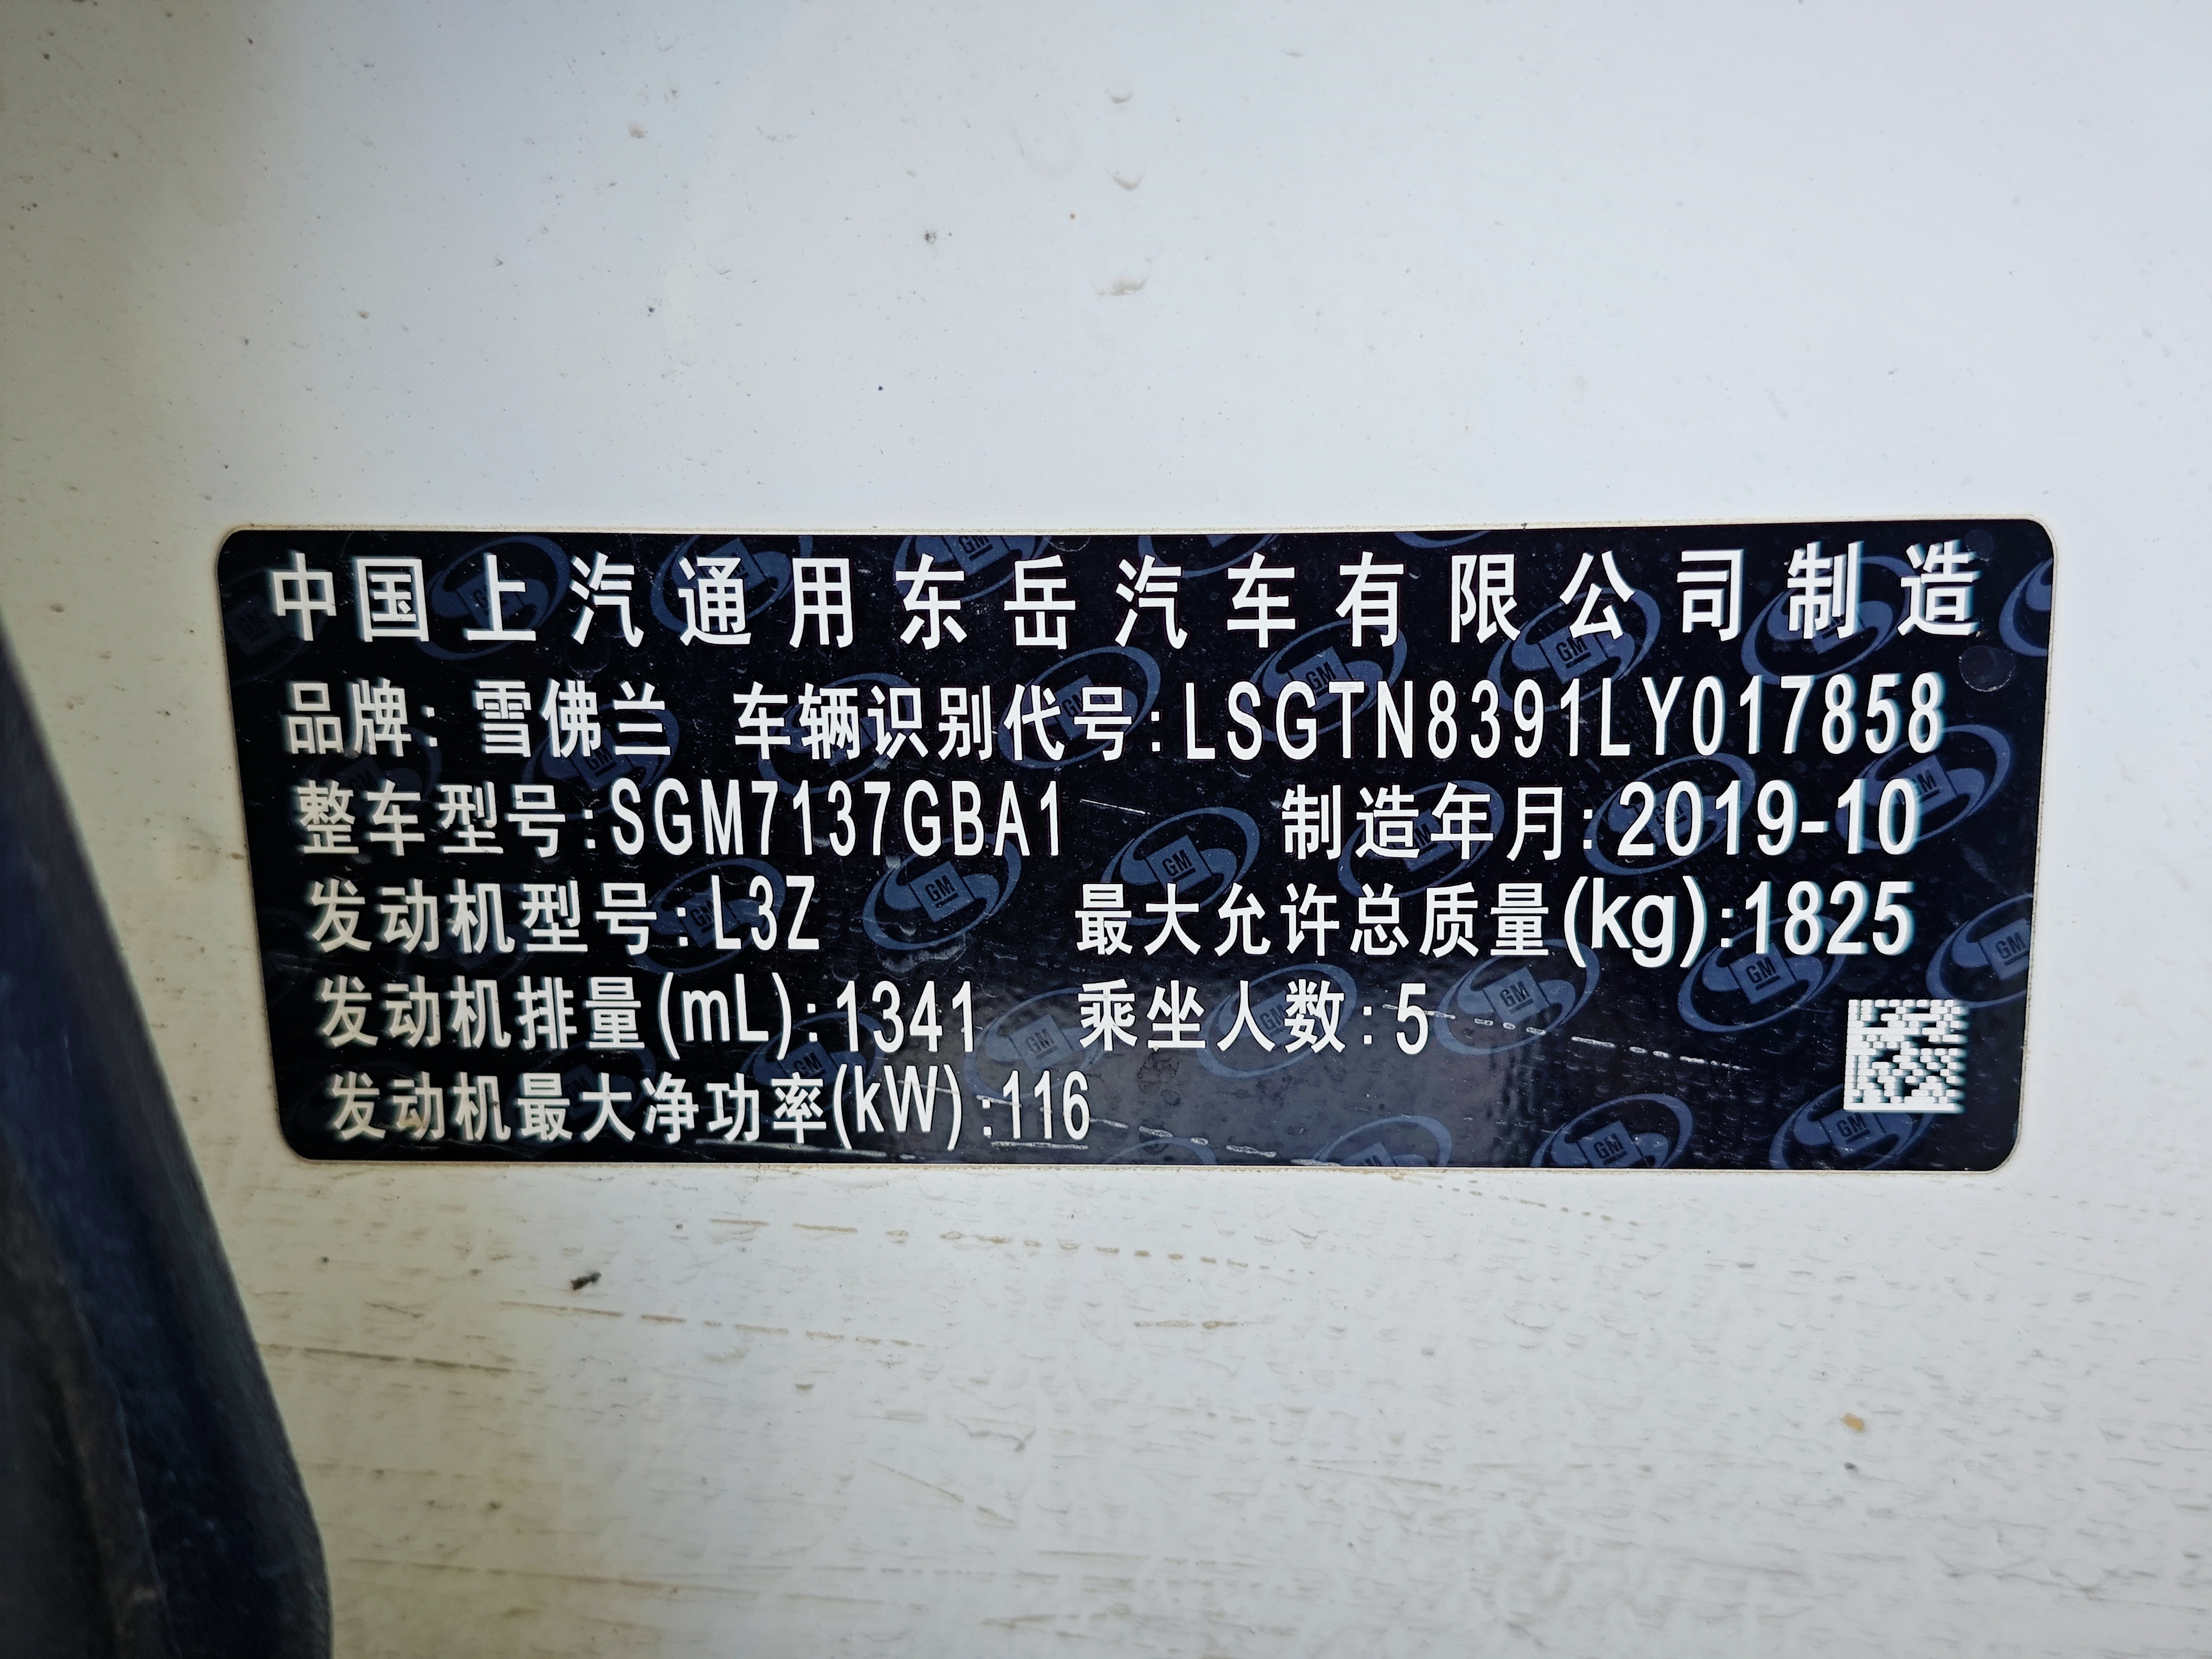 中国上汽通用东岳汽车有限公司制造
品牌: 雪佛兰 车辆识别代号:LSGTN8391LY017858
整车型号:SGM7137GBA1 制造年月:2019-10
发动机型号:L3Z 最大允许总质量(kg):1825
发动机排量(mL):1341 乘坐人数:5
发动机最大净功率(kW):116